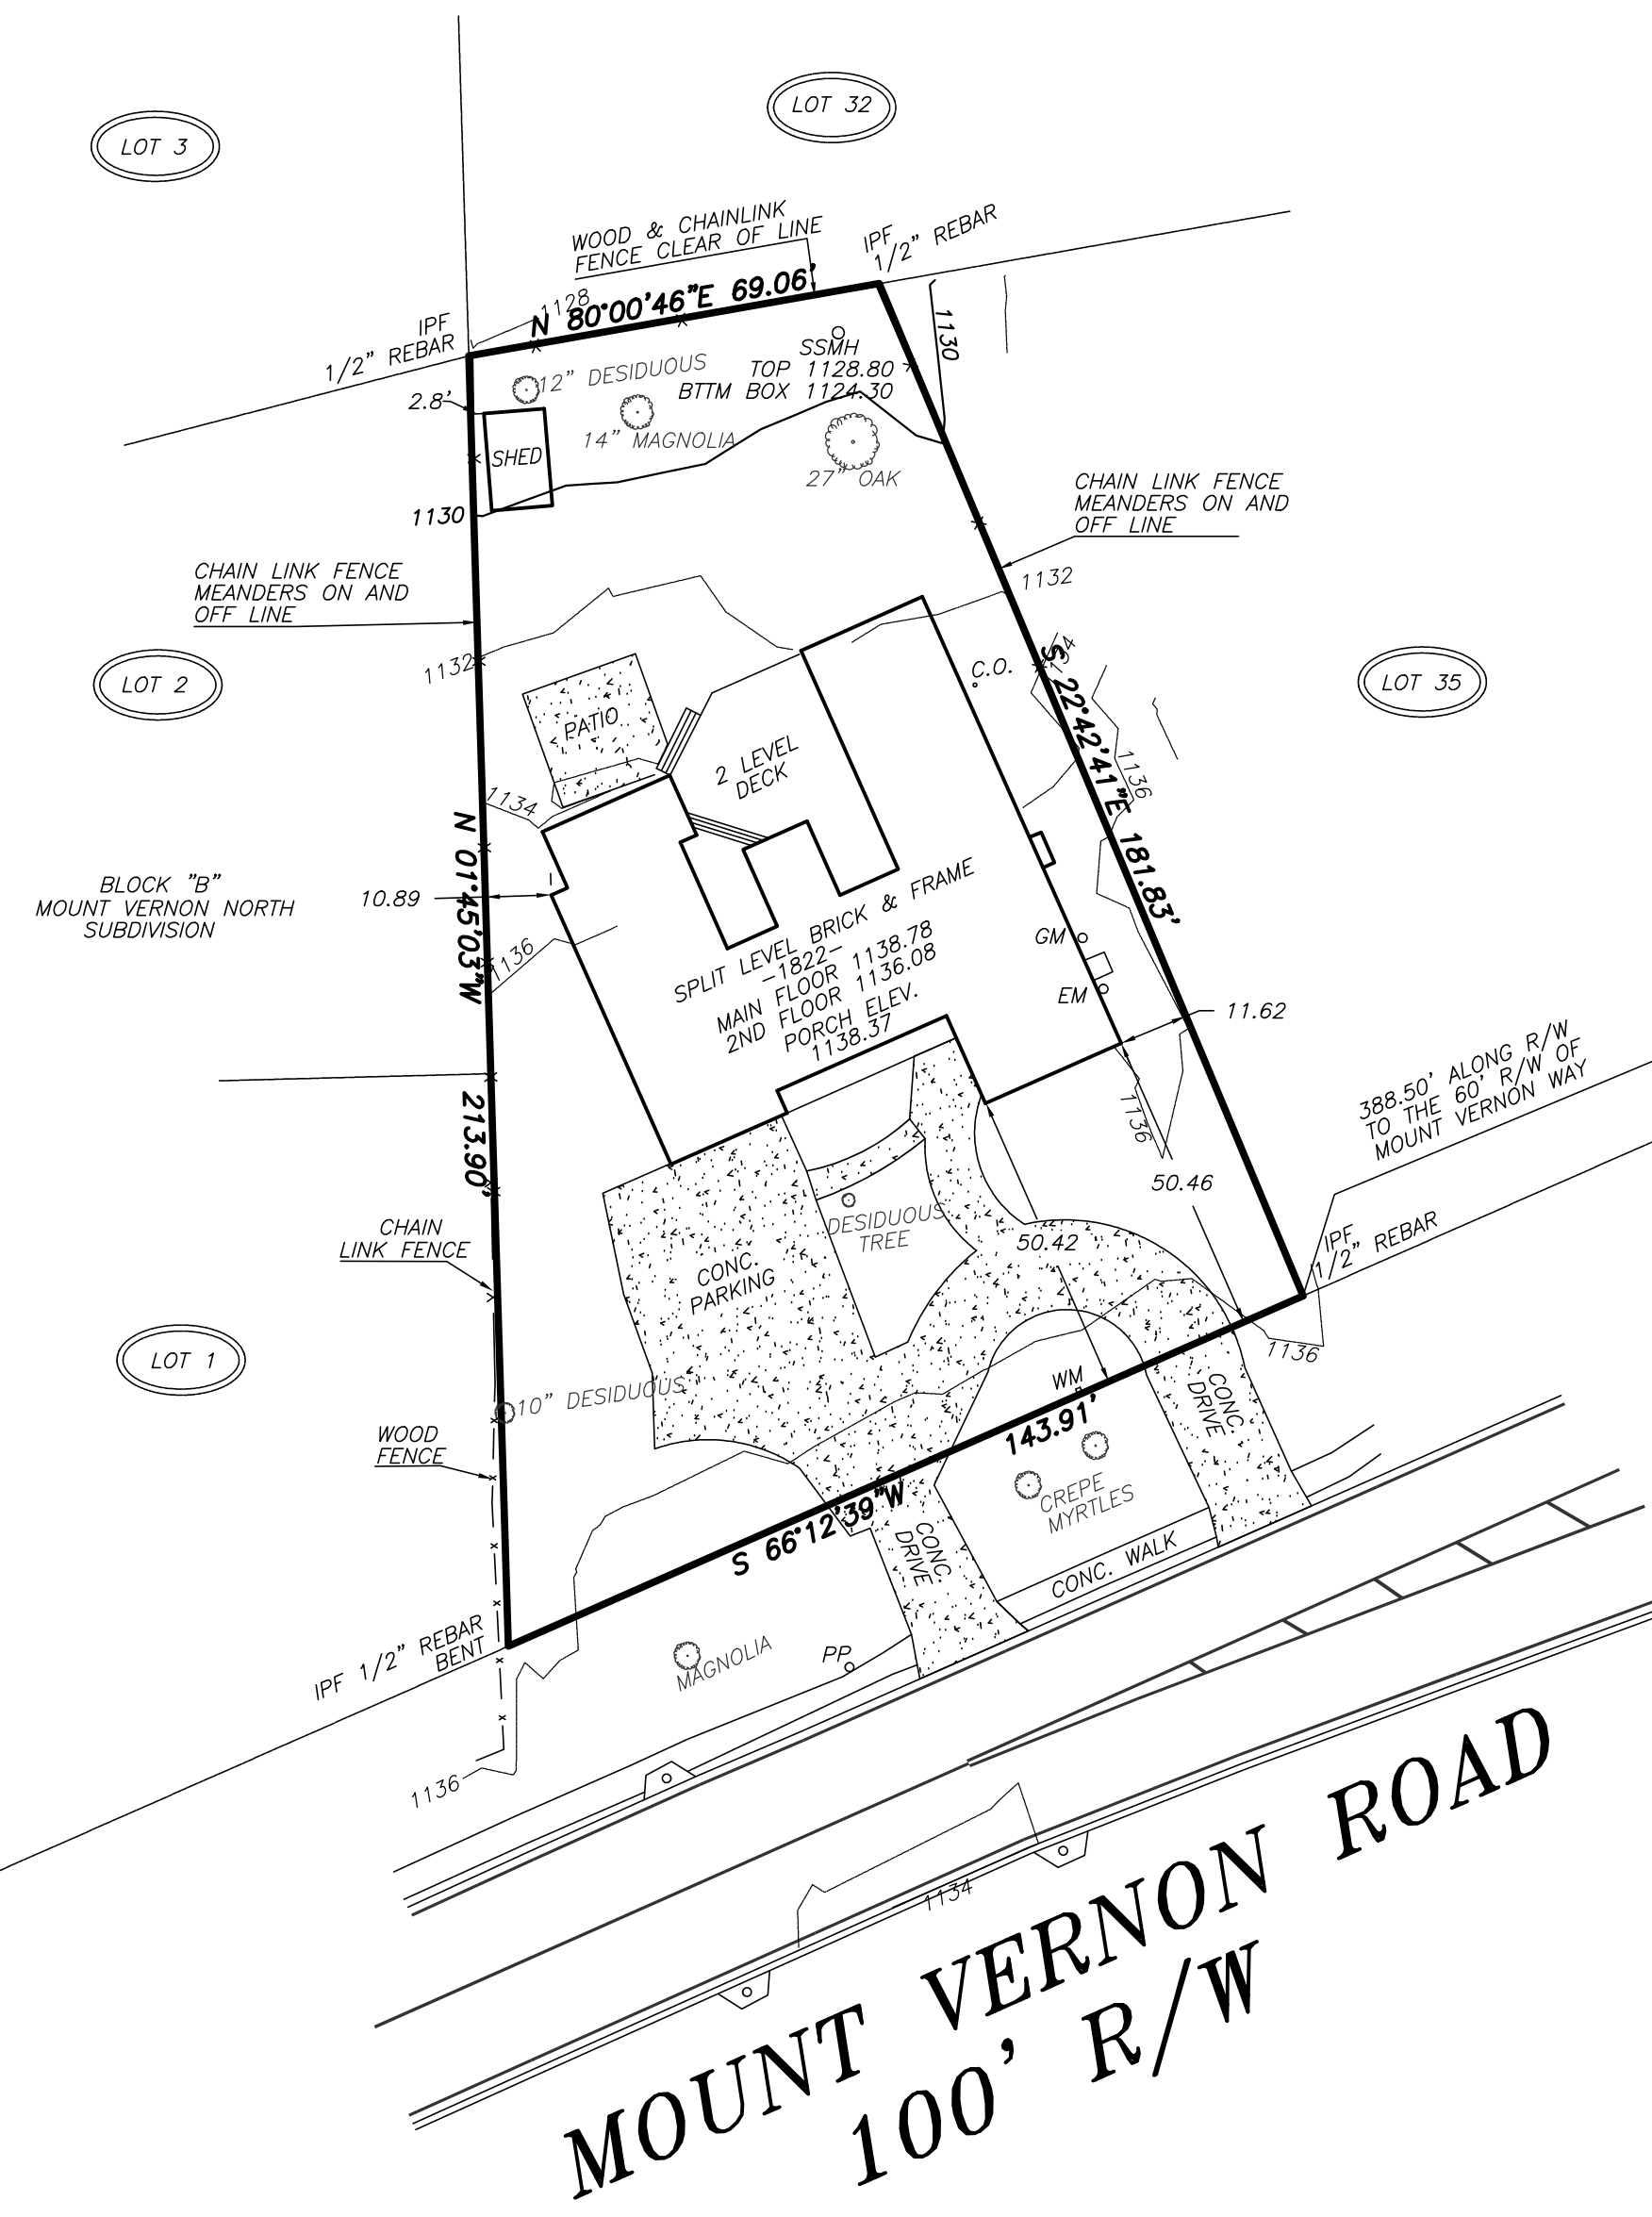 LOT 32
LOT 3
WOOD & CHAINLINK
FENCE CLEAR OF LINE
IPF
1/2" REBAR
N 80°00'46"E 69.06'
1128
IPF
1/2" REBAR
1130
SSMH
TOP 1128.80
BTTM BOX 1124.30
12" DESIDUOUS
2.8'
14" MAGNOLIA
SHED
27" OAK
1130
CHAIN LINK FENCE
MEANDERS ON AND
OFF LINE
CHAIN LINK FENCE
MEANDERS ON AND
OFF LINE
1132
1132
1134
C.O.
LOT 2
LOT 35
PATIO
2 LEVEL
DECK
S 22°42'41"E 181.83'
1136
1134
N 01°45'03"W
213.90'
BLOCK "B"
MOUNT VERNON NORTH
SUBDIVISION
10.89
1136
SPLIT LEVEL BRICK & FRAME
-1822-
MAIN FLOOR 1138.78
2ND FLOOR 1136.08
PORCH ELEV.
1138.37
GM
EM
11.62
388.50' ALONG R/W
TO THE 60' R/W OF
MOUNT VERNON WAY
1136
50.46
DESIDUOUS
TREE
50.42
IPF
1/2" REBAR
CHAIN
LINK FENCE
CONC.
PARKING
1136
LOT 1
WM
10" DESIDUOUS
CONC.
DRIVE
143.91'
WOOD
FENCE
S 66°12'39"W
CREPE
MYRTLES
CONC.
DRIVE
CONC. WALK
IPF 1/2" REBAR
BENT
MAGNOLIA
PP
1136
1134
MOUNT VERNON ROAD
100' R/W